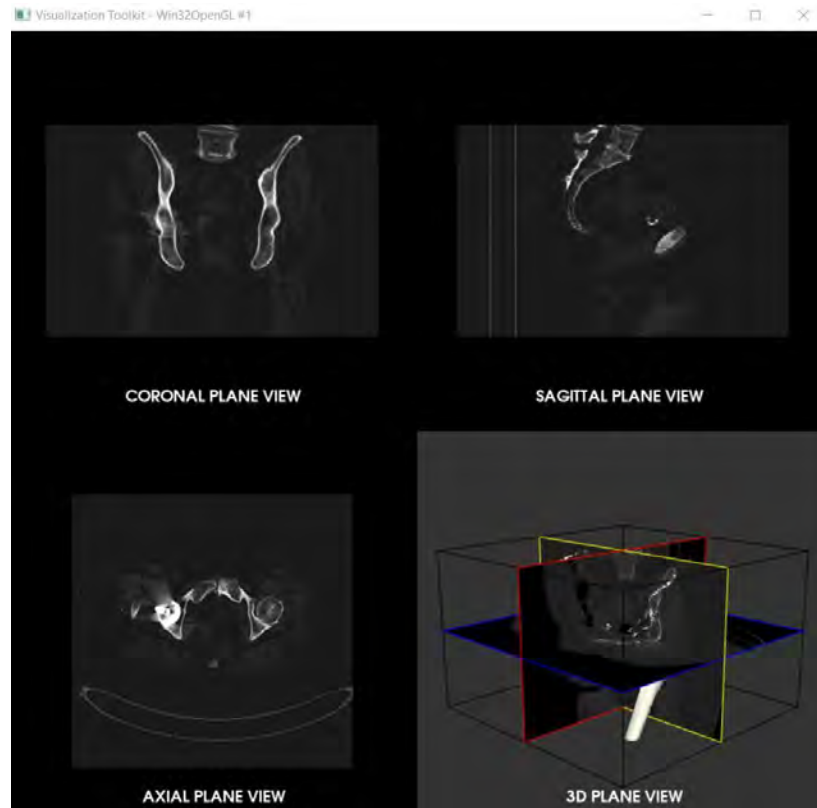 Visualization Toolkit - Win32OpenGL #1
CORONAL PLANE VIEW
SAGITTAL PLANE VIEW
AXIAL PLANE VIEW
3D PLANE VIEW